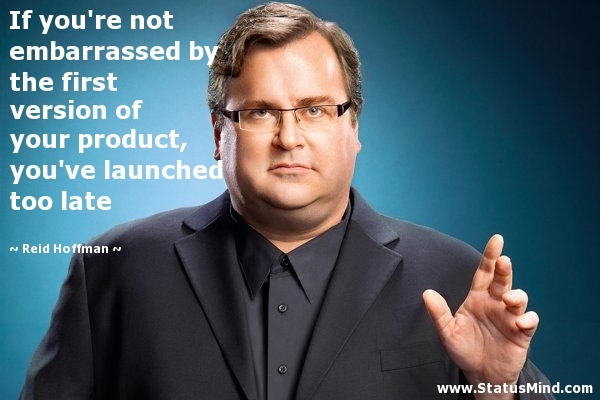 If you're not
embarrassed by
the first
version of
your product,
you've launched
too late
~ Reid Hoffman ~
www.StatusMind.com